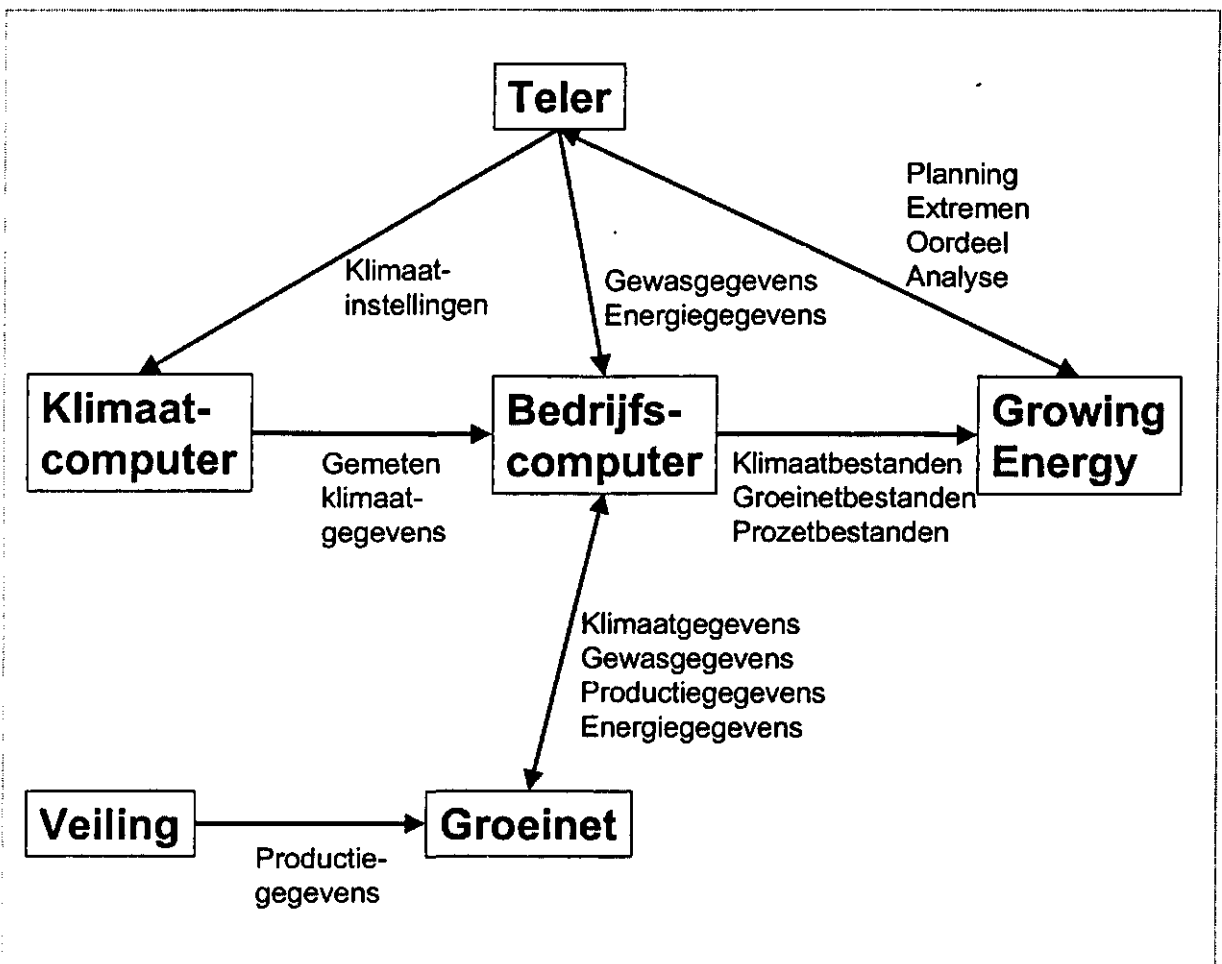 Teler
Planning
Extremen
Oordeel
Analyse
Klimaat-
instellingen
Gewasgegevens
Energiegegevens
Klimaat-
computer
Bedrijfs-
computer
Growing
Energy
Gemeten
klimaat-
gegevens
Klimaatbestanden
Groeinetbestanden
Prozetbestanden
Klimaatgegevens
Gewasgegevens
Productiegegevens
Energiegegevens
Veiling
Groeinet
Productie-
gegevens